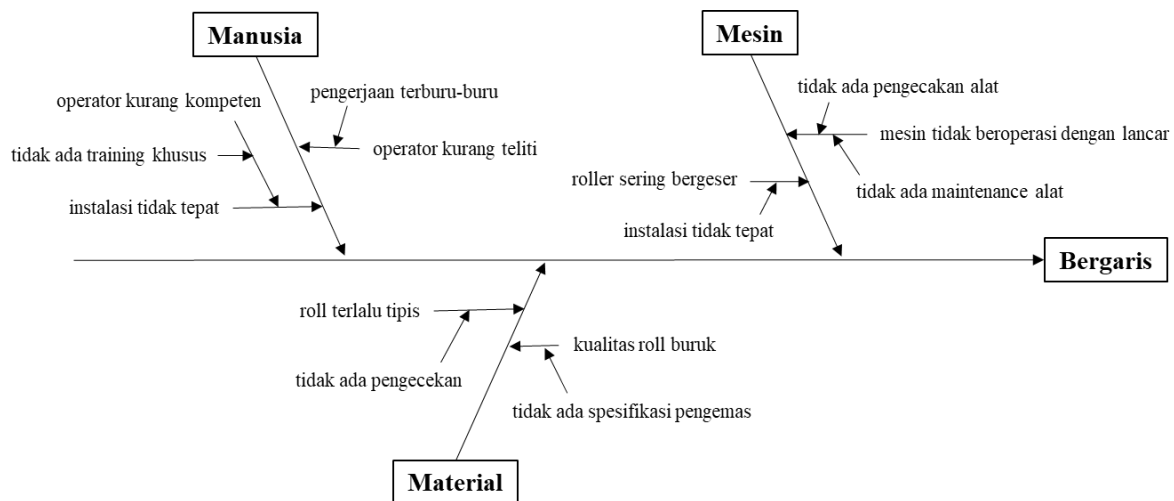 Manusia
Mesin
operator kurang kompeten
pengerjaan terburu-buru
tidak ada training khusus
operator kurang teliti
instalasi tidak tepat
tidak ada pengecakan alat
mesin tidak beroperasi dengan lancar
roller sering bergeser
tidak ada maintenance alat
instalasi tidak tepat
Bergaris
roll terlalu tipis
kualitas roll buruk
tidak ada pengecekan
tidak ada spesifikasi pengemas
Material